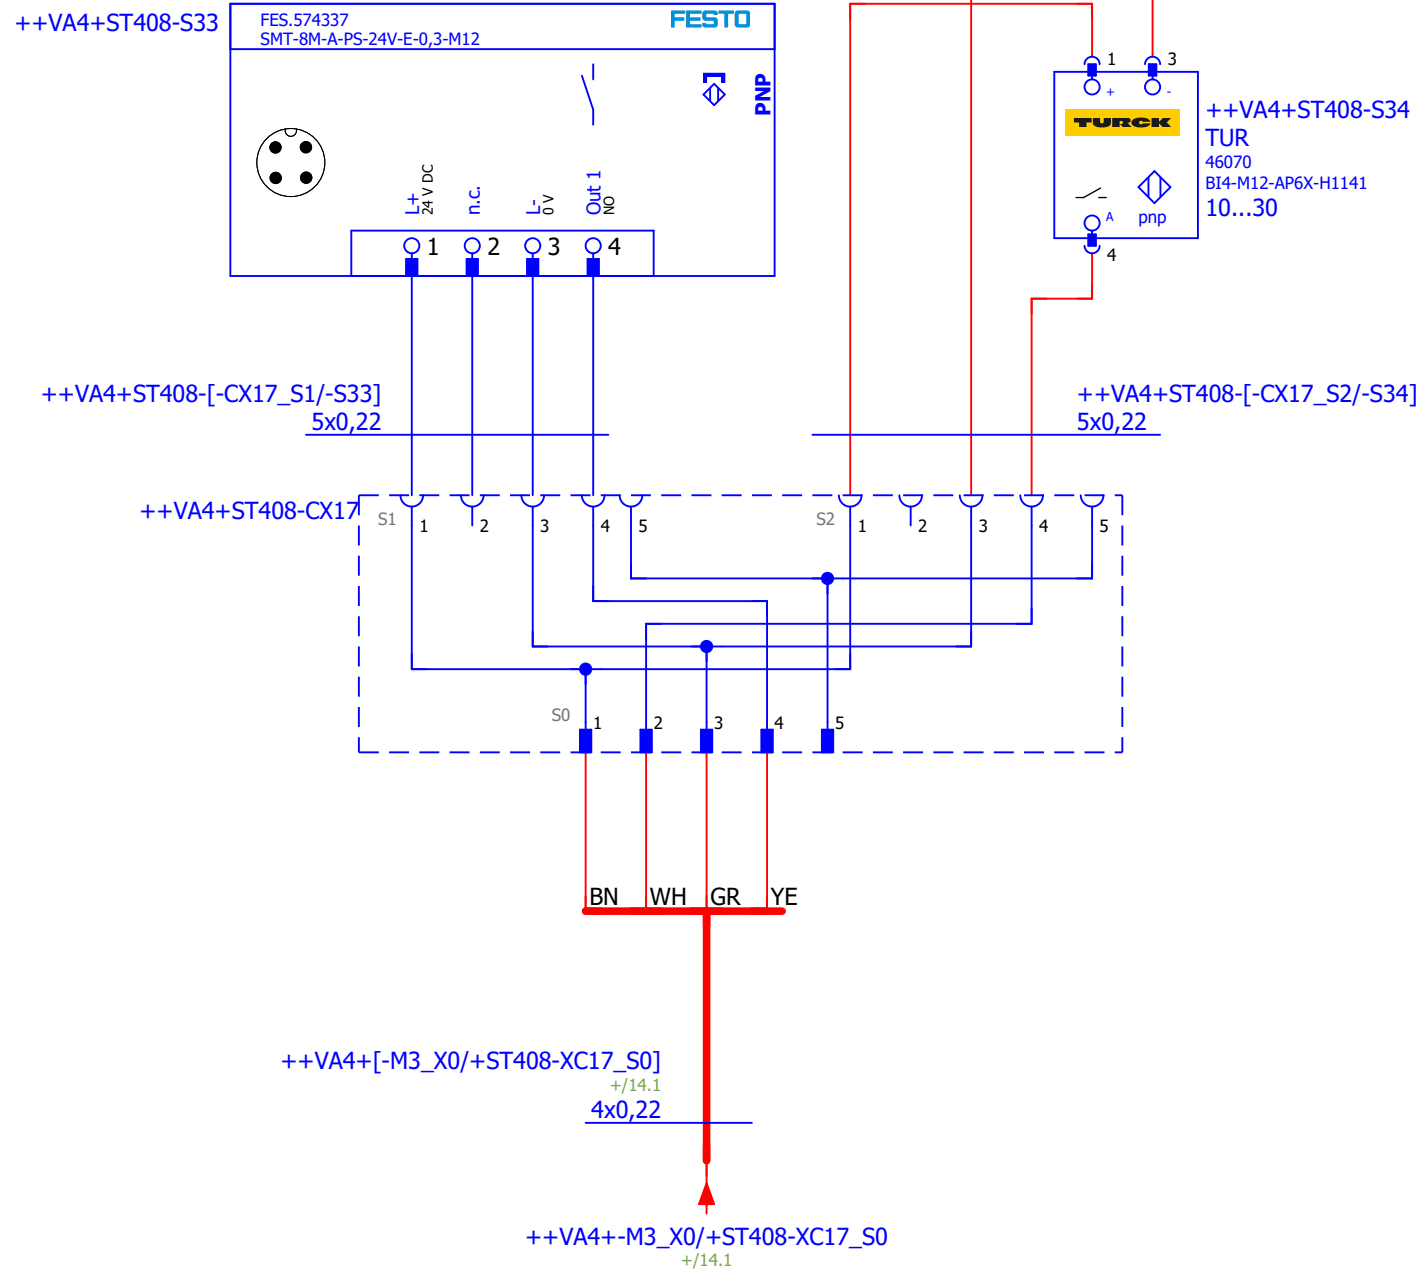 ++VA4+ST408-S33
FES.574337
SMT-8M-A-PS-24V-E-0,3-M12
FESTO
PNP
L+
24 V DC
n.c.
L-
0 V
Out 1
NO
1
2
3
4
1
3
+
-
TURCK
A
pnp
4
++VA4+ST408-S34
TUR
46070
BI4-M12-AP6X-H1141
10...30
++VA4+ST408-[-CX17_S1/-S33]
5x0,22
++VA4+ST408-[-CX17_S2/-S34]
5x0,22
++VA4+ST408-CX17
S1
1
2
3
4
5
S2
1
2
3
4
5
S0
1
2
3
4
5
BN
WH
GR
YE
++VA4+[-M3_X0/+ST408-XC17_S0]
+/14.1
4x0,22
++VA4+-M3_X0/+ST408-XC17_S0
+/14.1